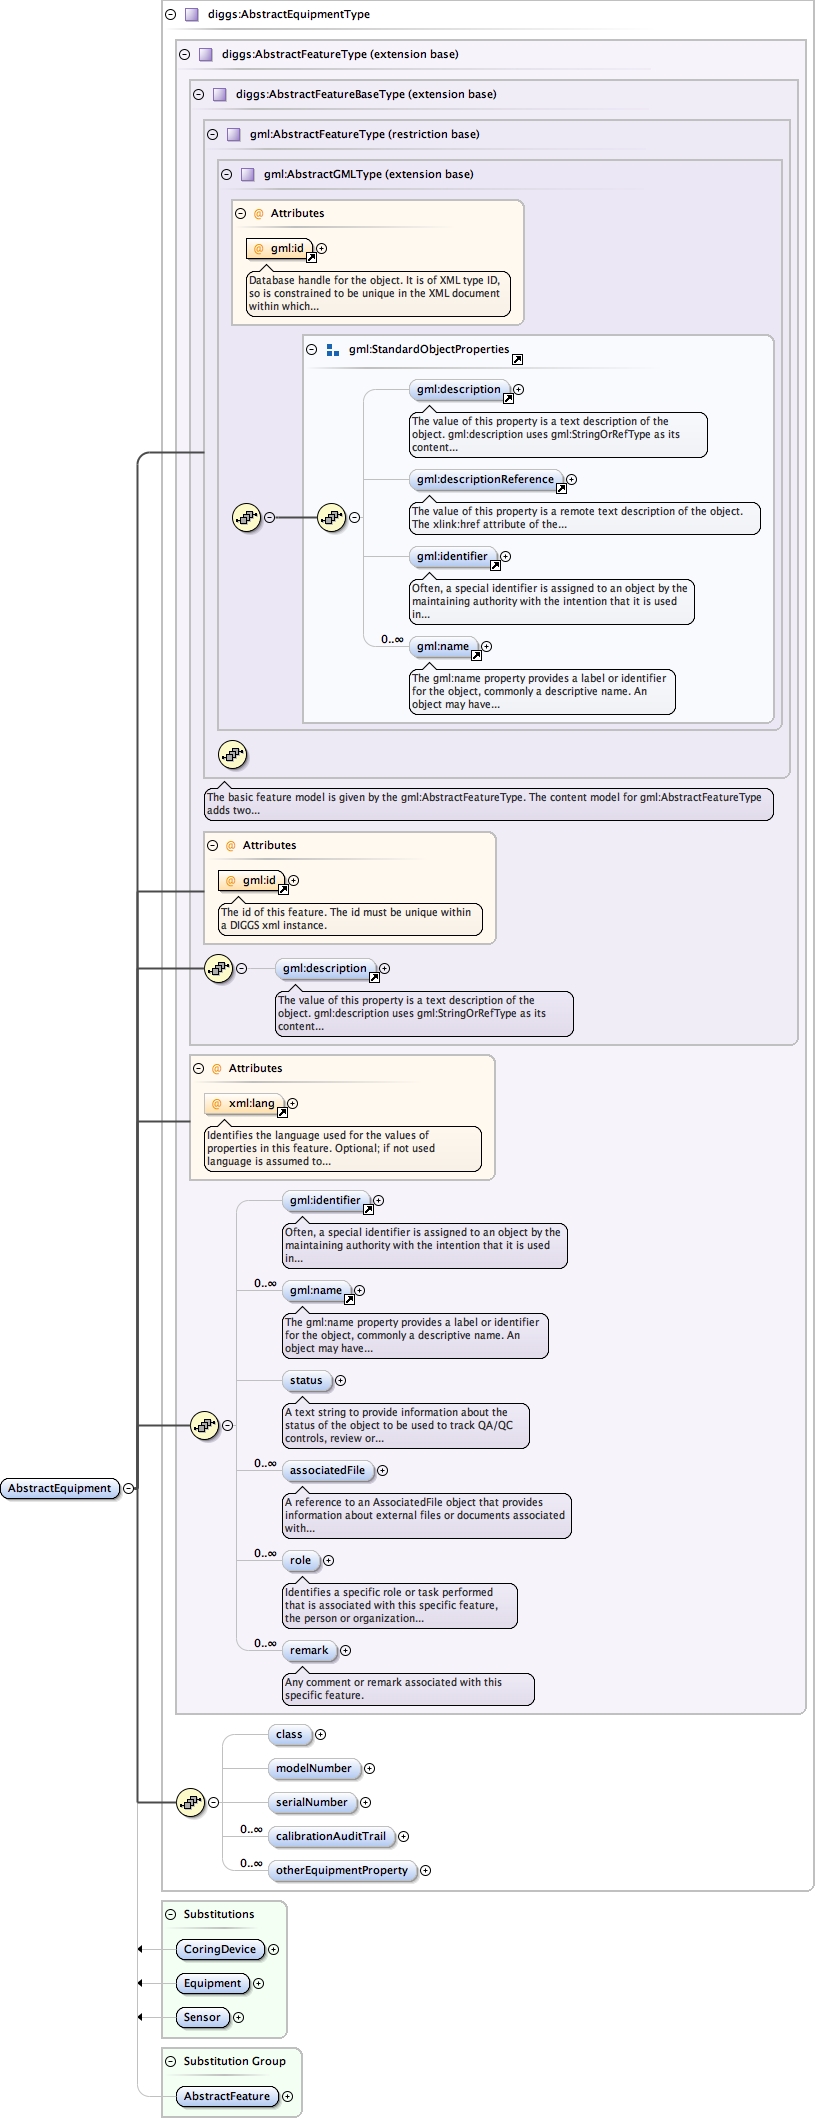 diggs:AbstractEquipmentType
diggs:AbstractFeatureType (extension base)
diggs:AbstractFeatureBaseType (extension base)
gml:AbstractFeatureType (restriction base)
gml:AbstractGMLType (extension base)
@ Attributes
@ gml:id
Database handle for the object. It is of XML type ID,
so is constrained to be unique in the XML document
within which...
gml:StandardObjectProperties
gml:description
The value of this property is a text description of the
object. gml:description uses gml:StringOrRefType as its
content...
gml:descriptionReference
The value of this property is a remote text description of the object.
The xlink:href attribute of the...
gml:identifier
Often, a special identifier is assigned to an object by the
maintaining authority with the intention that it is used
in...
0..∞
gml:name
The gml:name property provides a label or identifier
for the object, commonly a descriptive name. An
object may have...
The basic feature model is given by the gml:AbstractFeatureType. The content model for gml:AbstractFeatureType
adds two...
@ Attributes
@ gml:id
The id of this feature. The id must be unique within
a DIGGS xml instance.
gml:description
The value of this property is a text description of the
object. gml:description uses gml:StringOrRefType as its
content...
@ Attributes
@ xml:lang
Identifies the language used for the values of
properties in this feature. Optional; if not used
language is assumed to...
gml:identifier
Often, a special identifier is assigned to an object by the
maintaining authority with the intention that it is used
in...
0..∞
gml:name
The gml:name property provides a label or identifier
for the object, commonly a descriptive name. An
object may have...
status
A text string to provide information about the
status of the object to be used to track QA/QC
controls, review or...
0..∞
associatedFile
A reference to an AssociatedFile object that provides
information about external files or documents associated
with...
0..∞
role
Identifies a specific role or task performed
that is associated with this specific feature,
the person or organization...
0..∞
remark
Any comment or remark associated with this
specific feature.
AbstractEquipment
class
modelNumber
serialNumber
0..∞
calibrationAuditTrail
0..∞
otherEquipmentProperty
Substitutions
CoringDevice
Equipment
Sensor
Substitution Group
AbstractFeature